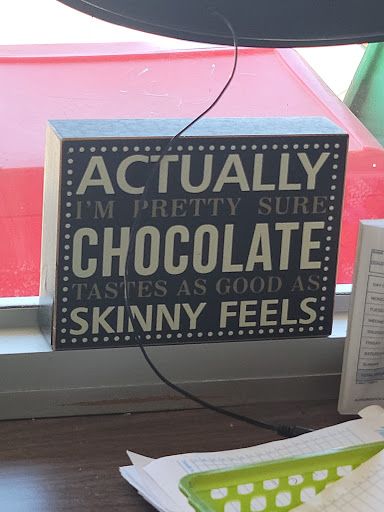 ACTUALLY
I'M PRETTY SURE
CHOCOLATE
TASTES AS GOOD AS
SKINNY FEELS